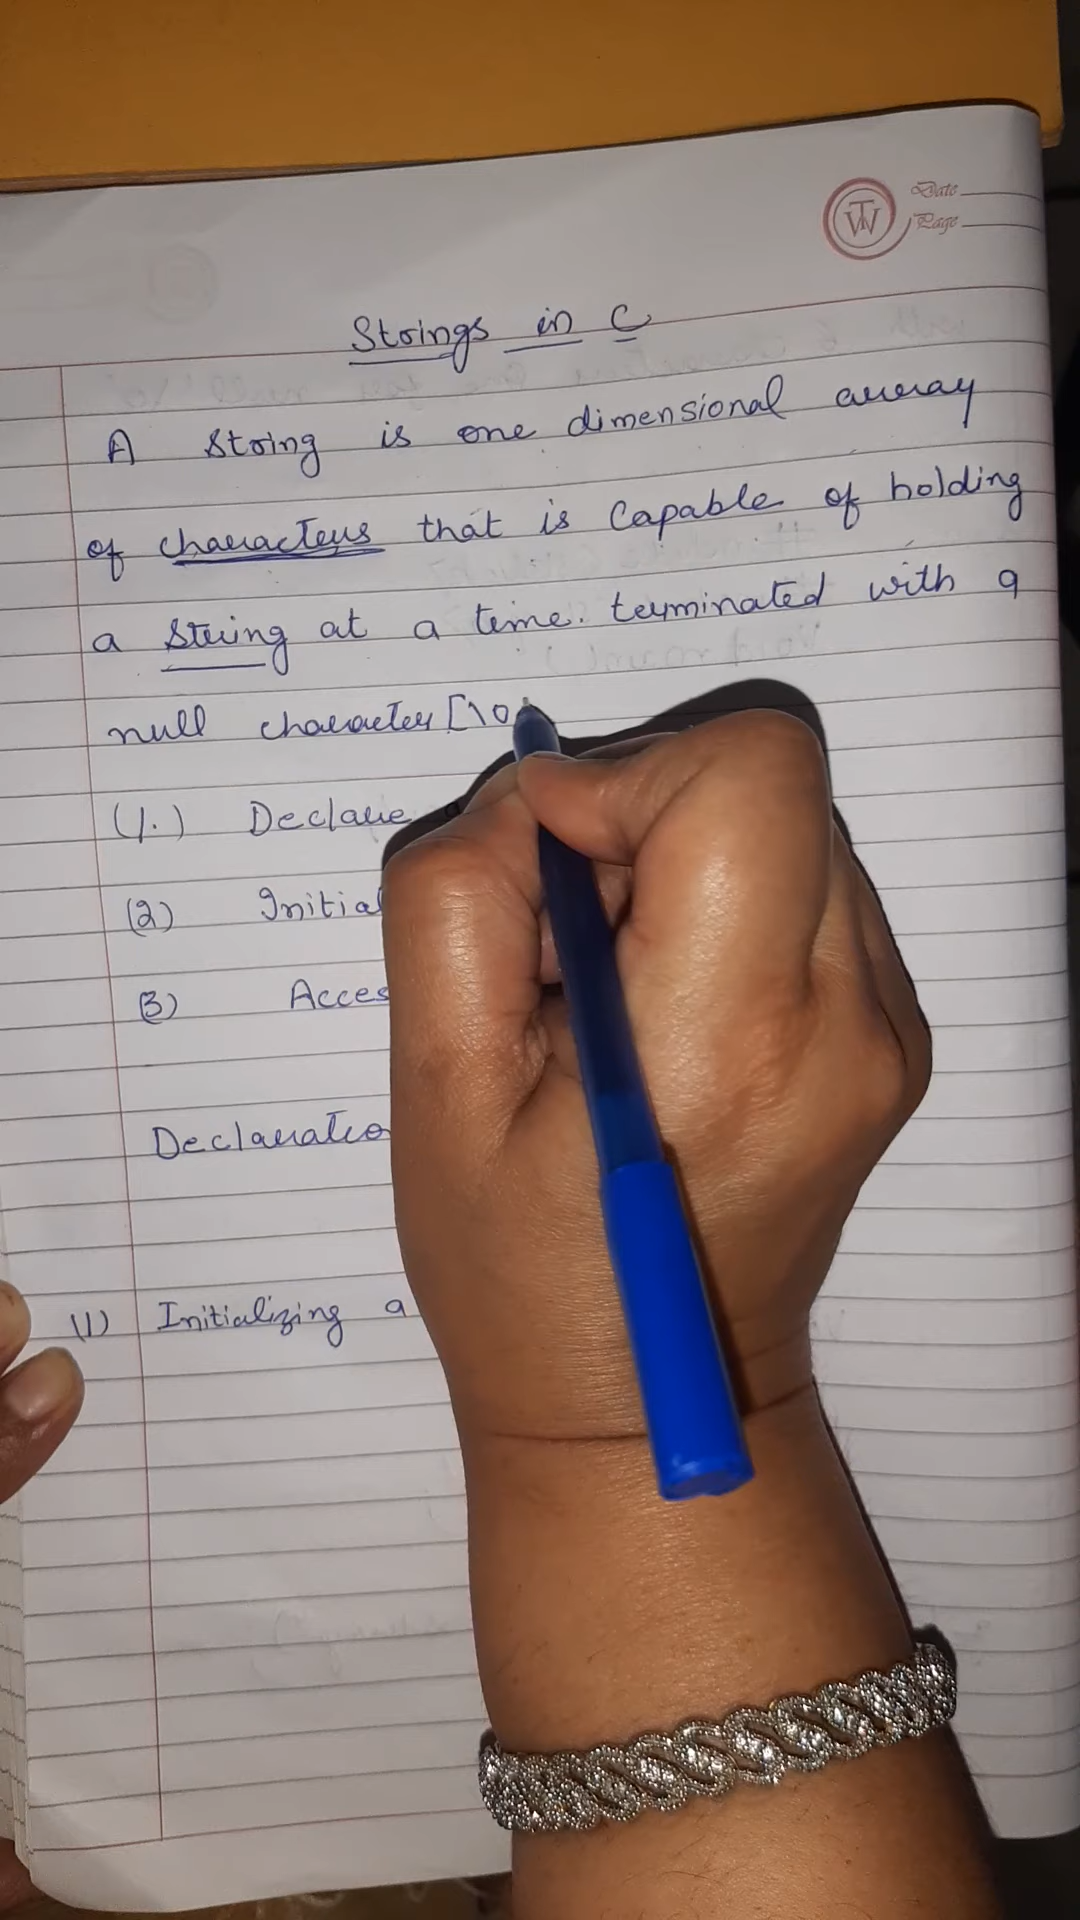 Date
Page
Strings in C
A string is one dimensional array
of characters that is capable of holding
a string at a time. terminated with a
null character [\0
(1.) Declare
(2) Initial
(3) Acces
Declaratio
(1) Initializing a